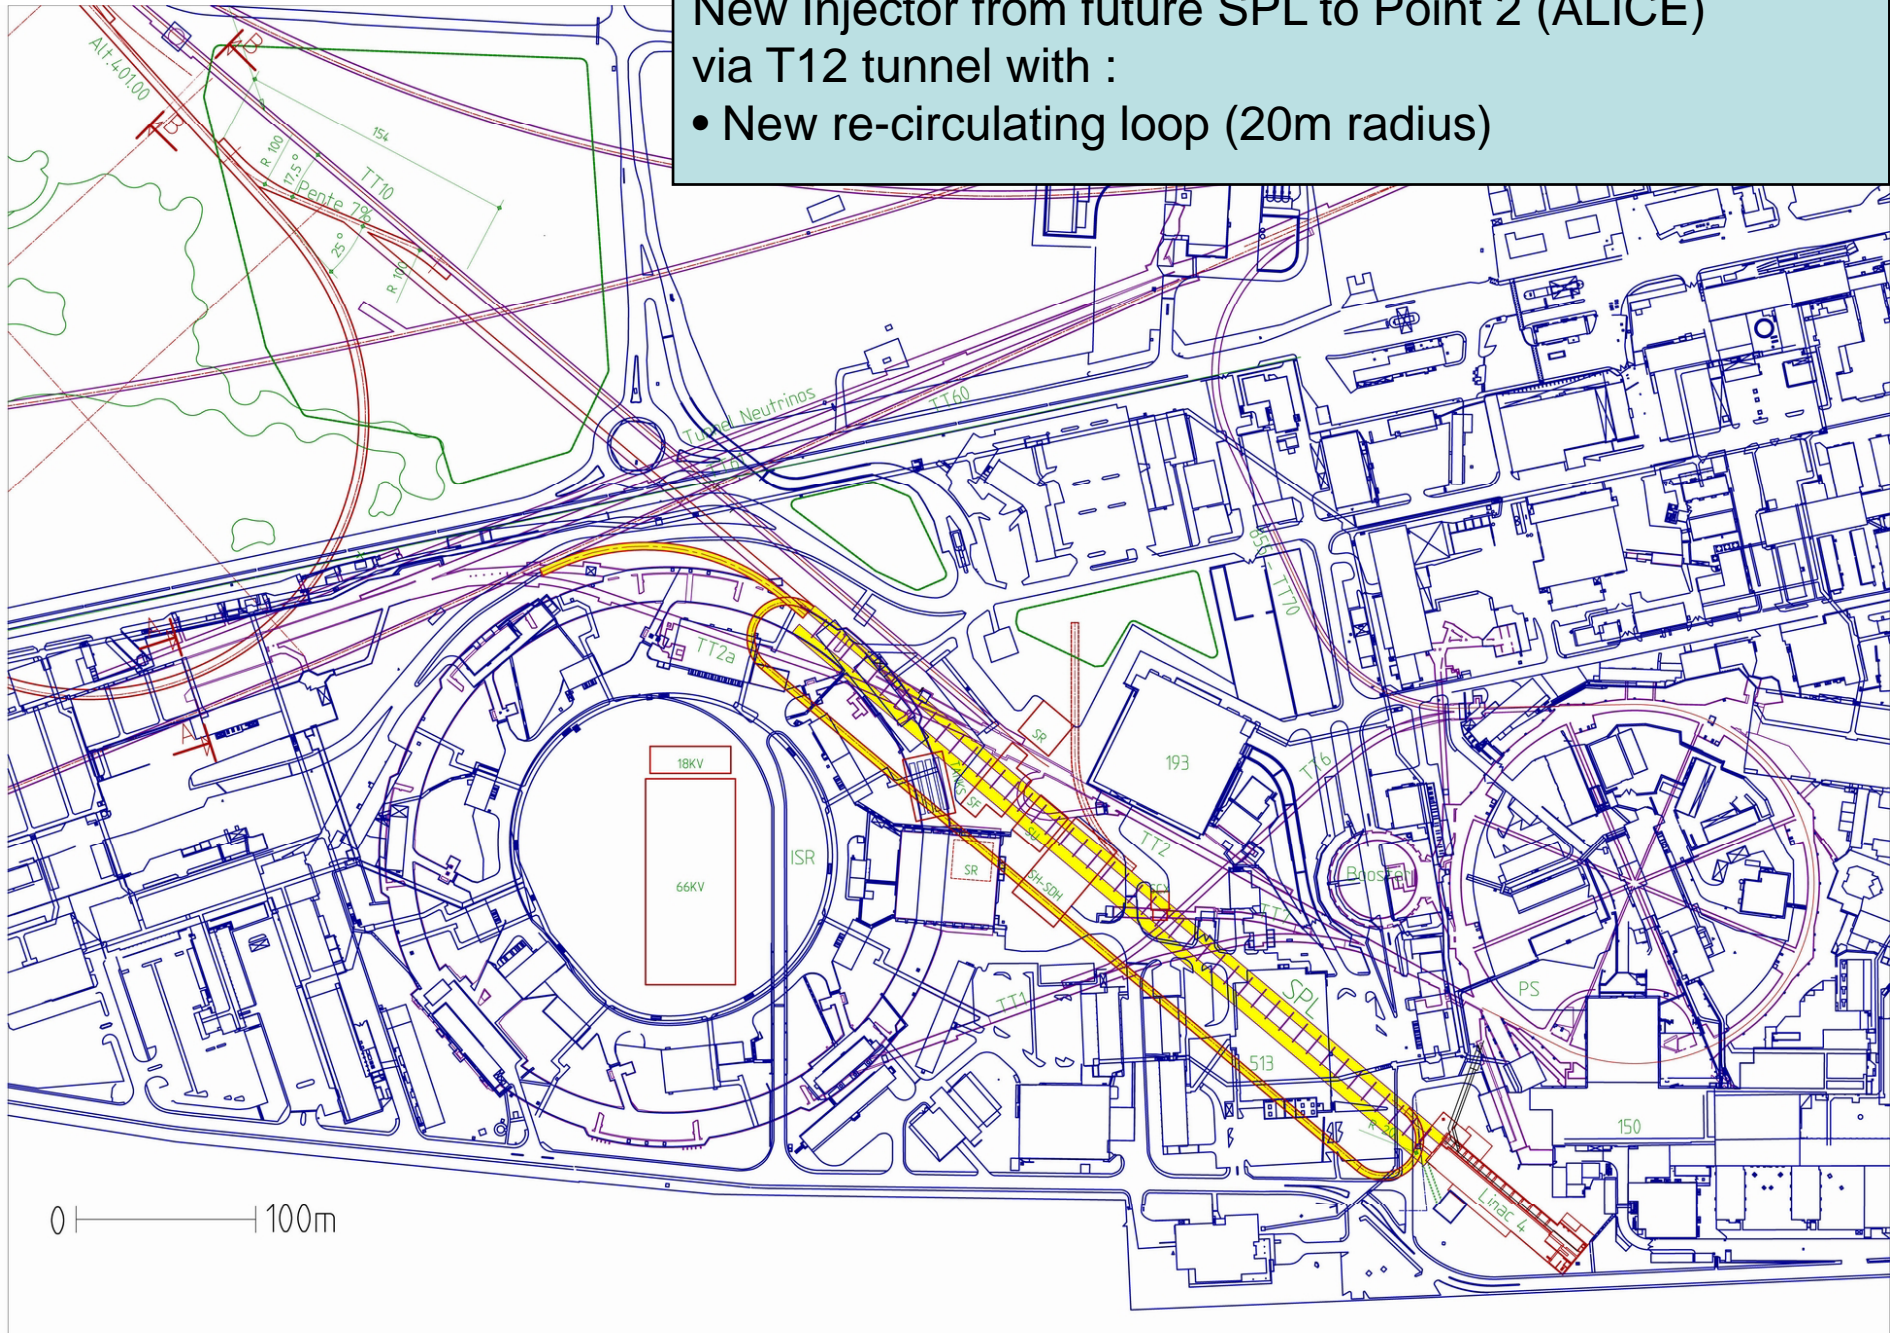 New Injector from future SPL to Point 2 (ALICE)
via T12 tunnel with :
• New re-circulating loop (20m radius)
B
Alt.401.00
B
154
R 100
17.5°
TT10
Pente 7%
25°
R 100
Tunnel Neutrinos
TT60
TT70
A
TT2a
SR
193
TT6
18KV
66KV
ISR
SR
SH-SDH
TT2
Booster
A
TT1
SPL
PS
513
150
Linac 4
0
100m